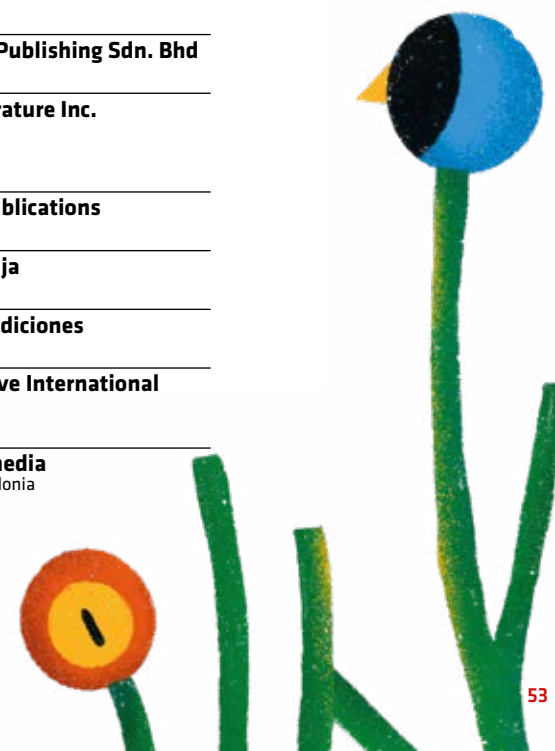 Publishing Sdn. Bhd
rature Inc.
blications
ja
diciones
ve International
nedia
lonia
53